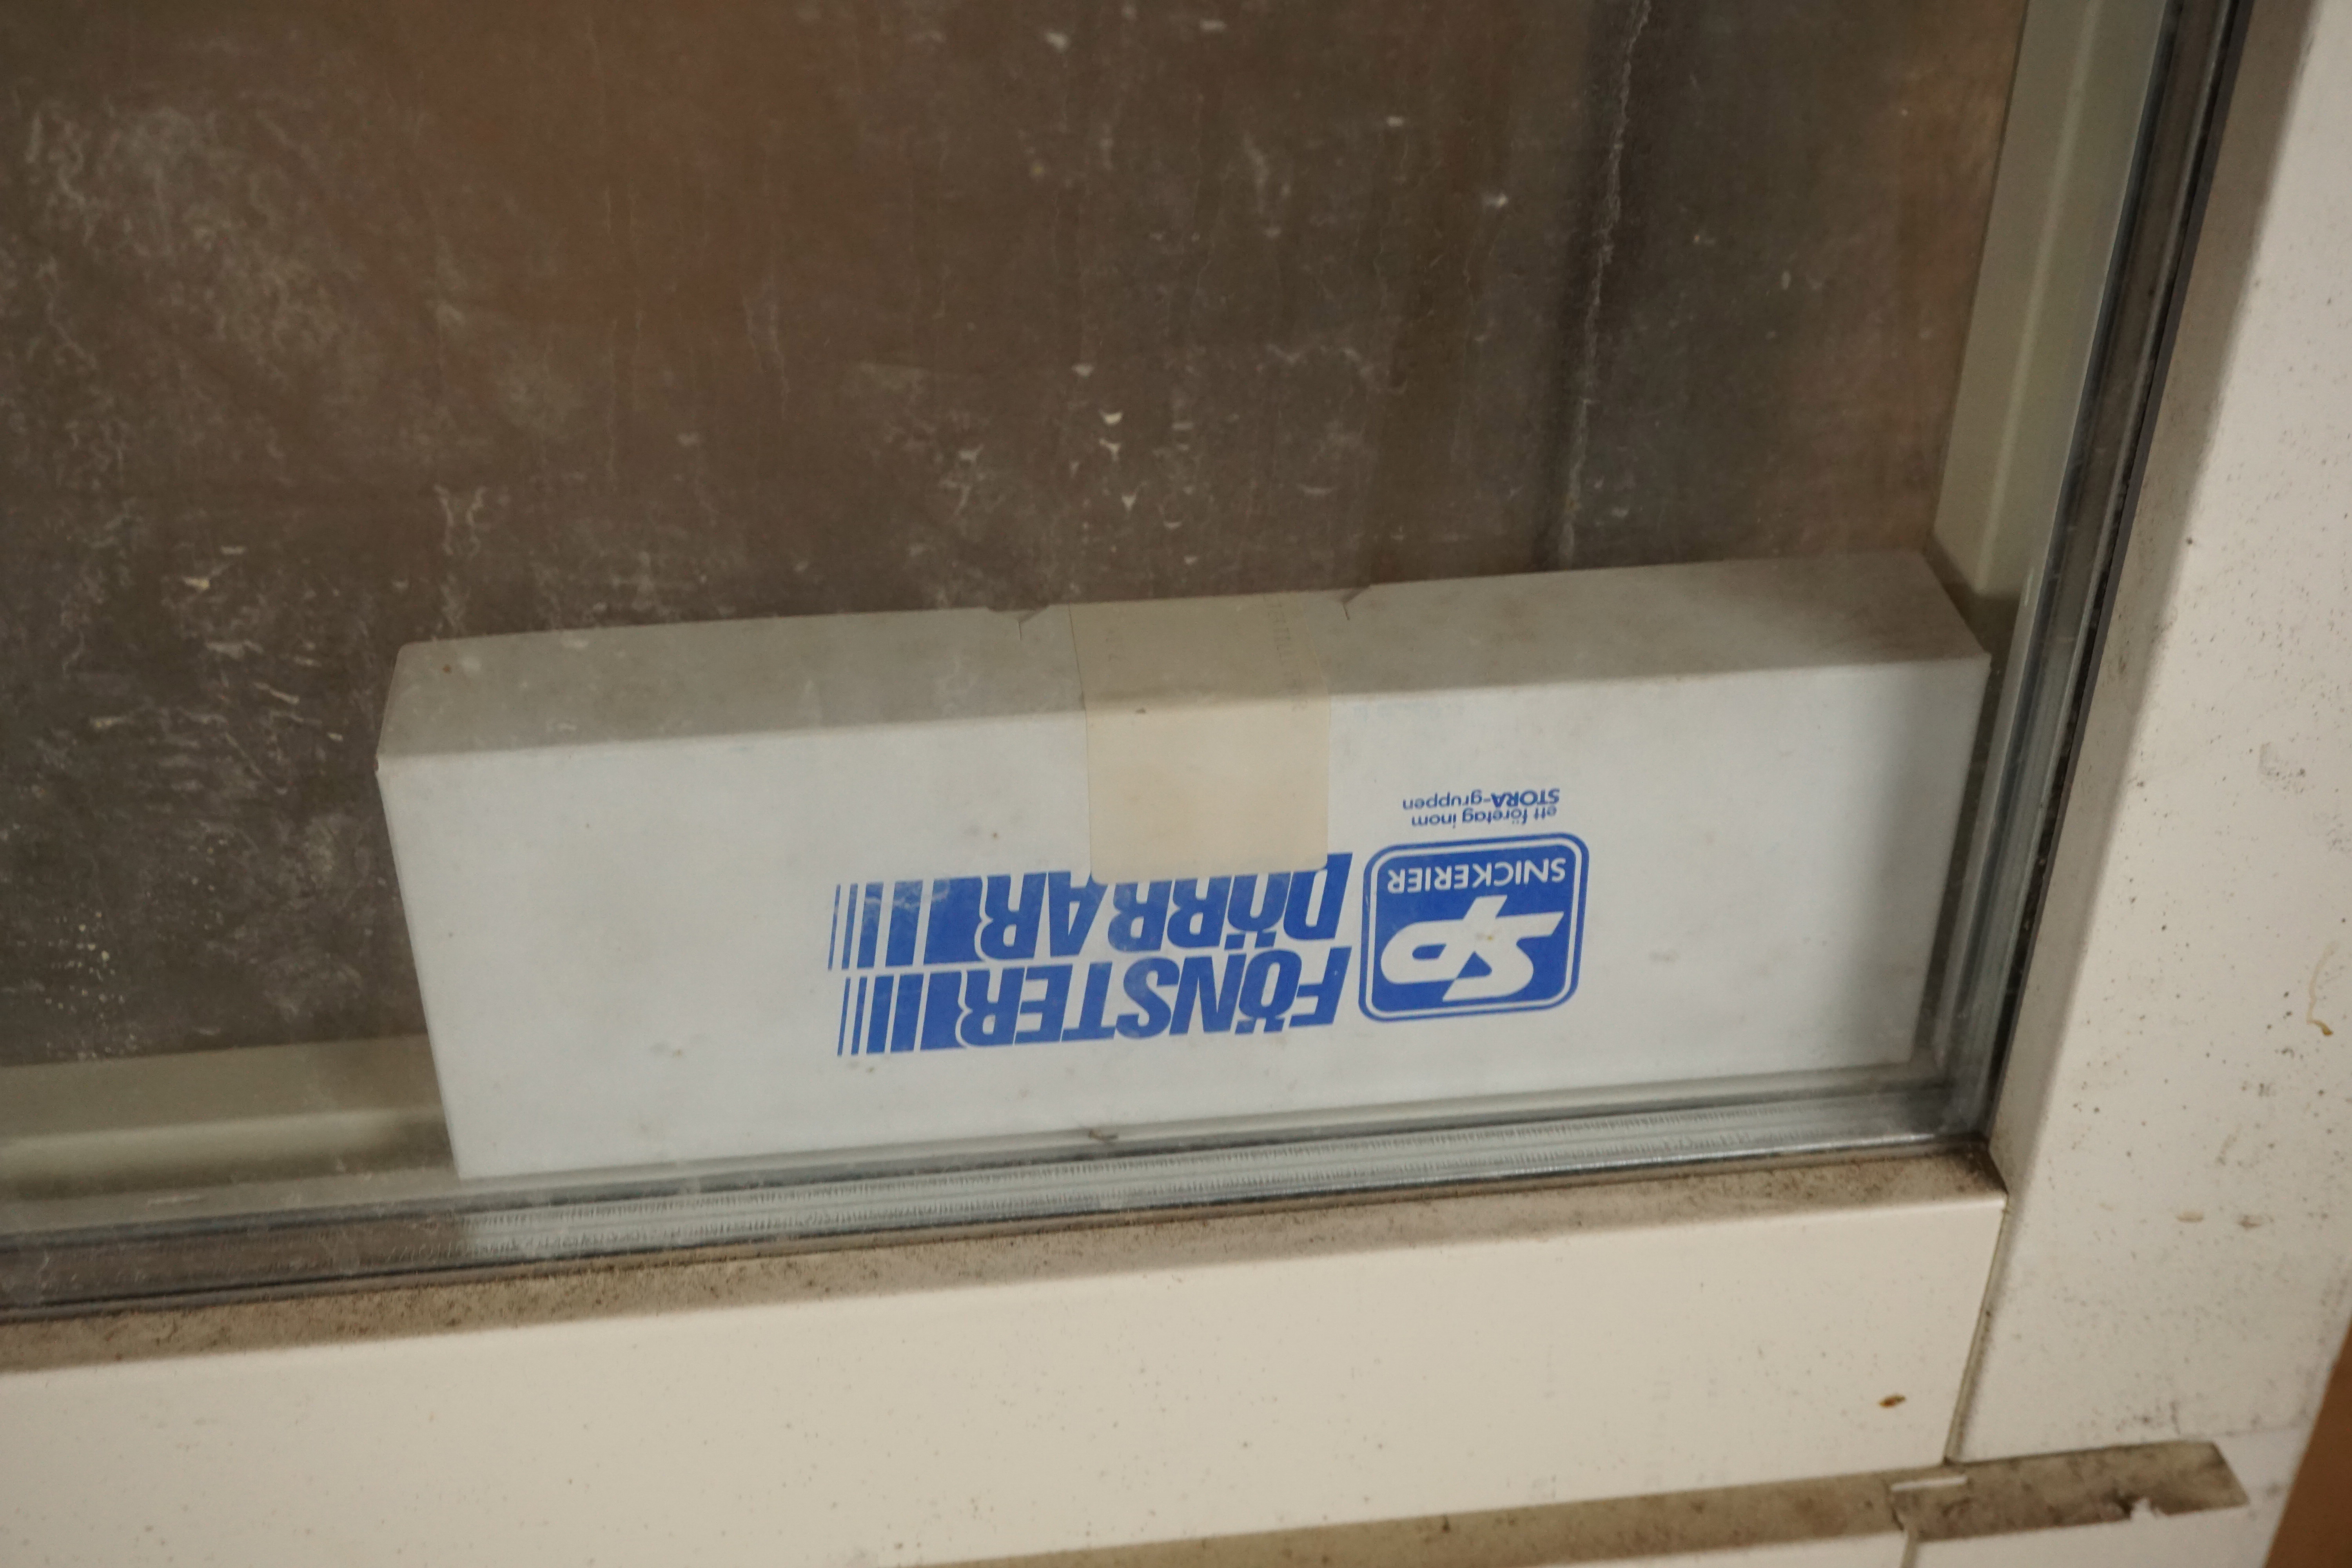 SP
SNICKERIER
FÖNSTER
DÖRRAR
ett företag inom
STORA-gruppen